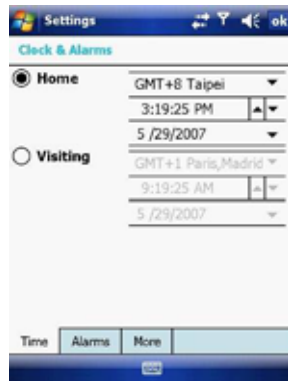 Settings
ok
Clock & Alarms
Home
GMT+8 Taipei
3:19:25 PM
5 /29/2007
Visiting
GMT+1 Paris,Madrid
9:19:25 AM
5 /29/2007
Time Alarms More